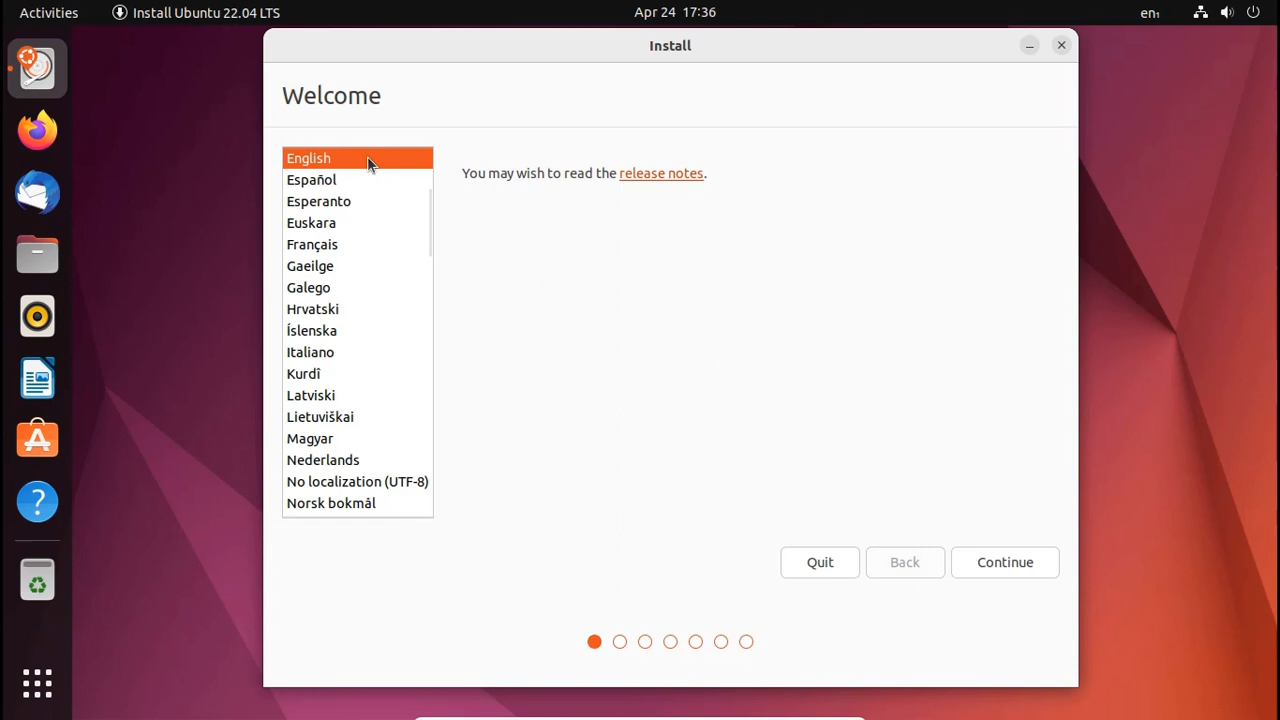 Activities
Install Ubuntu 22.04 LTS
Apr 24 17:36
en₁
Install
Welcome
English
Español
Esperanto
Euskara
Français
Gaeilge
Galego
Hrvatski
Íslenska
Italiano
Kurdî
Latviski
Lietuviškai
Magyar
Nederlands
No localization (UTF-8)
Norsk bokmål
You may wish to read the release notes.
Quit
Back
Continue